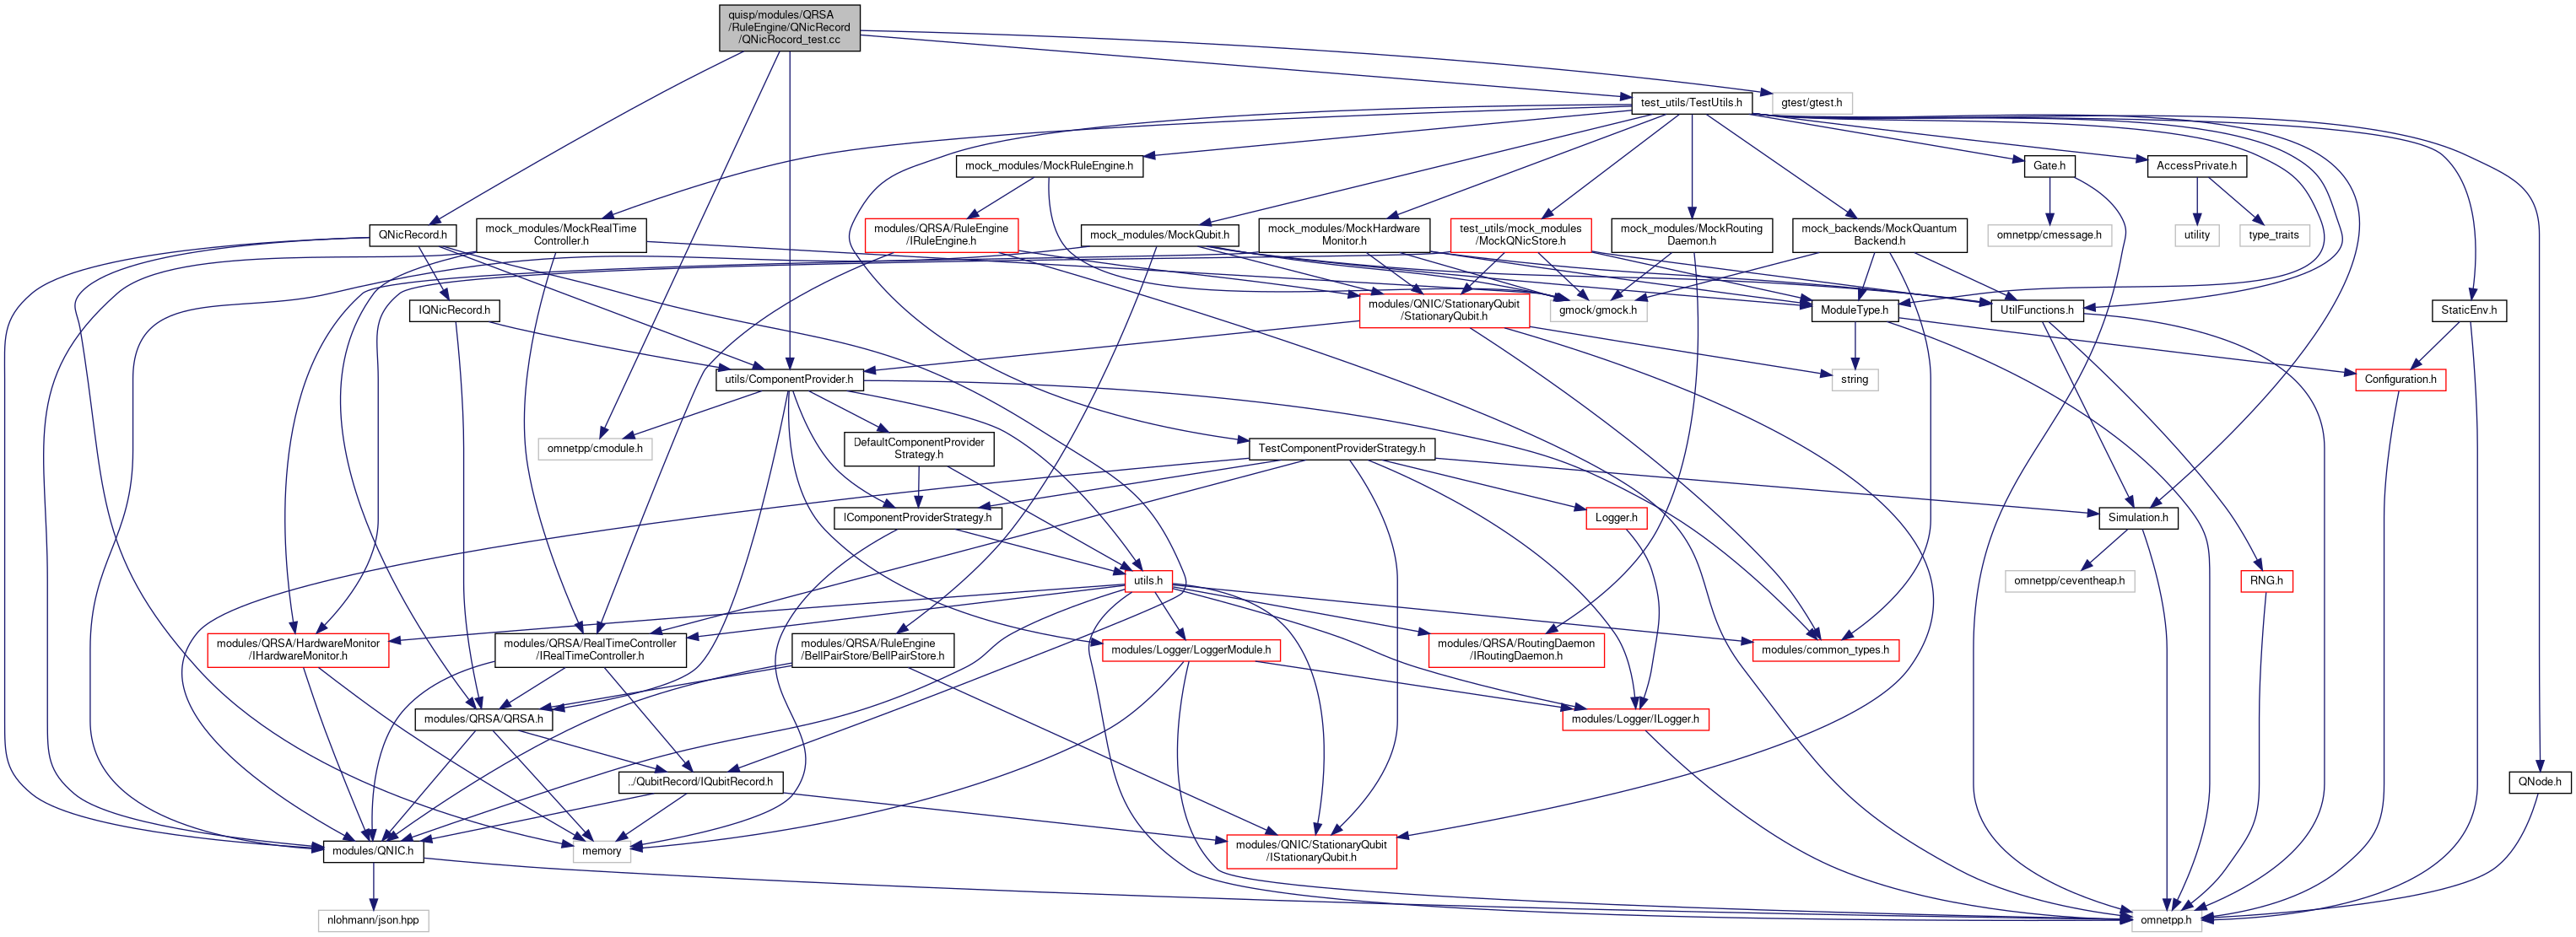 quisp/modules/QRSA
/RuleEngine/QNicRecord
/QNicRocord_test.cc
test_utils/TestUtils.h
gtest/gtest.h
mock_modules/MockRuleEngine.h
Gate.h
AccessPrivate.h
QNicRecord.h
mock_modules/MockRealTime
Controller.h
modules/QRSA/RuleEngine
/IRuleEngine.h
mock_modules/MockQubit.h
mock_modules/MockHardware
Monitor.h
test_utils/mock_modules
/MockQNicStore.h
mock_modules/MockRouting
Daemon.h
mock_backends/MockQuantum
Backend.h
omnetpp/cmessage.h
utility
type_traits
IQNicRecord.h
modules/QNIC/StationaryQubit
/StationaryQubit.h
gmock/gmock.h
ModuleType.h
UtilFunctions.h
StaticEnv.h
utils/ComponentProvider.h
string
Configuration.h
omnetpp/cmodule.h
DefaultComponentProvider
Strategy.h
TestComponentProviderStrategy.h
IComponentProviderStrategy.h
Logger.h
Simulation.h
utils.h
omnetpp/ceventheap.h
RNG.h
modules/QRSA/HardwareMonitor
/IHardwareMonitor.h
modules/QRSA/RealTimeController
/IRealTimeController.h
modules/QRSA/RuleEngine
/BellPairStore/BellPairStore.h
modules/Logger/LoggerModule.h
modules/QRSA/RoutingDaemon
/IRoutingDaemon.h
modules/common_types.h
modules/QRSA/QRSA.h
modules/Logger/ILogger.h
../QubitRecord/IQubitRecord.h
QNode.h
modules/QNIC.h
memory
modules/QNIC/StationaryQubit
/IStationaryQubit.h
nlohmann/json.hpp
omnetpp.h